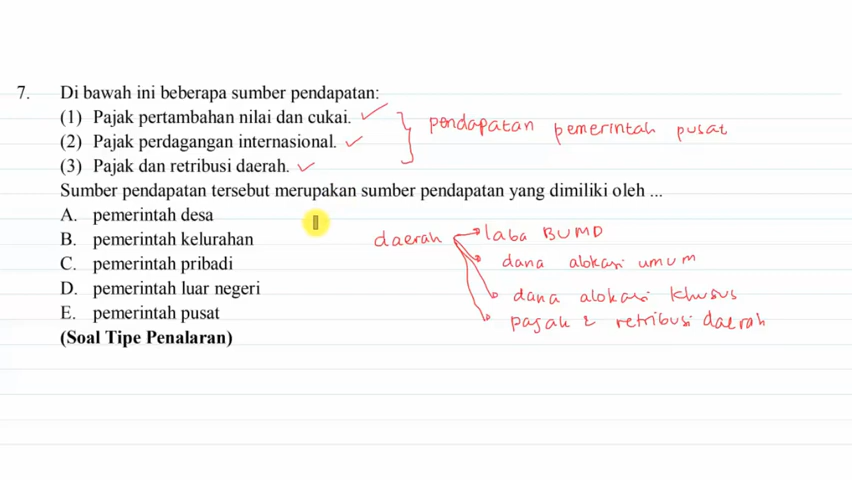 7. Di bawah ini beberapa sumber pendapatan:
(1) Pajak pertambahan nilai dan cukai.
(2) Pajak perdagangan internasional.
(3) Pajak dan retribusi daerah.
pendapatan pemerintah pusat
Sumber pendapatan tersebut merupakan sumber pendapatan yang dimiliki oleh ...
A. pemerintah desa
B. pemerintah kelurahan
C. pemerintah pribadi
D. pemerintah luar negeri
E. pemerintah pusat
(Soal Tipe Penalaran)
daerah
laba BUMD
dana alokasi umum
dana alokasi khusus
pajak & retribusi daerah